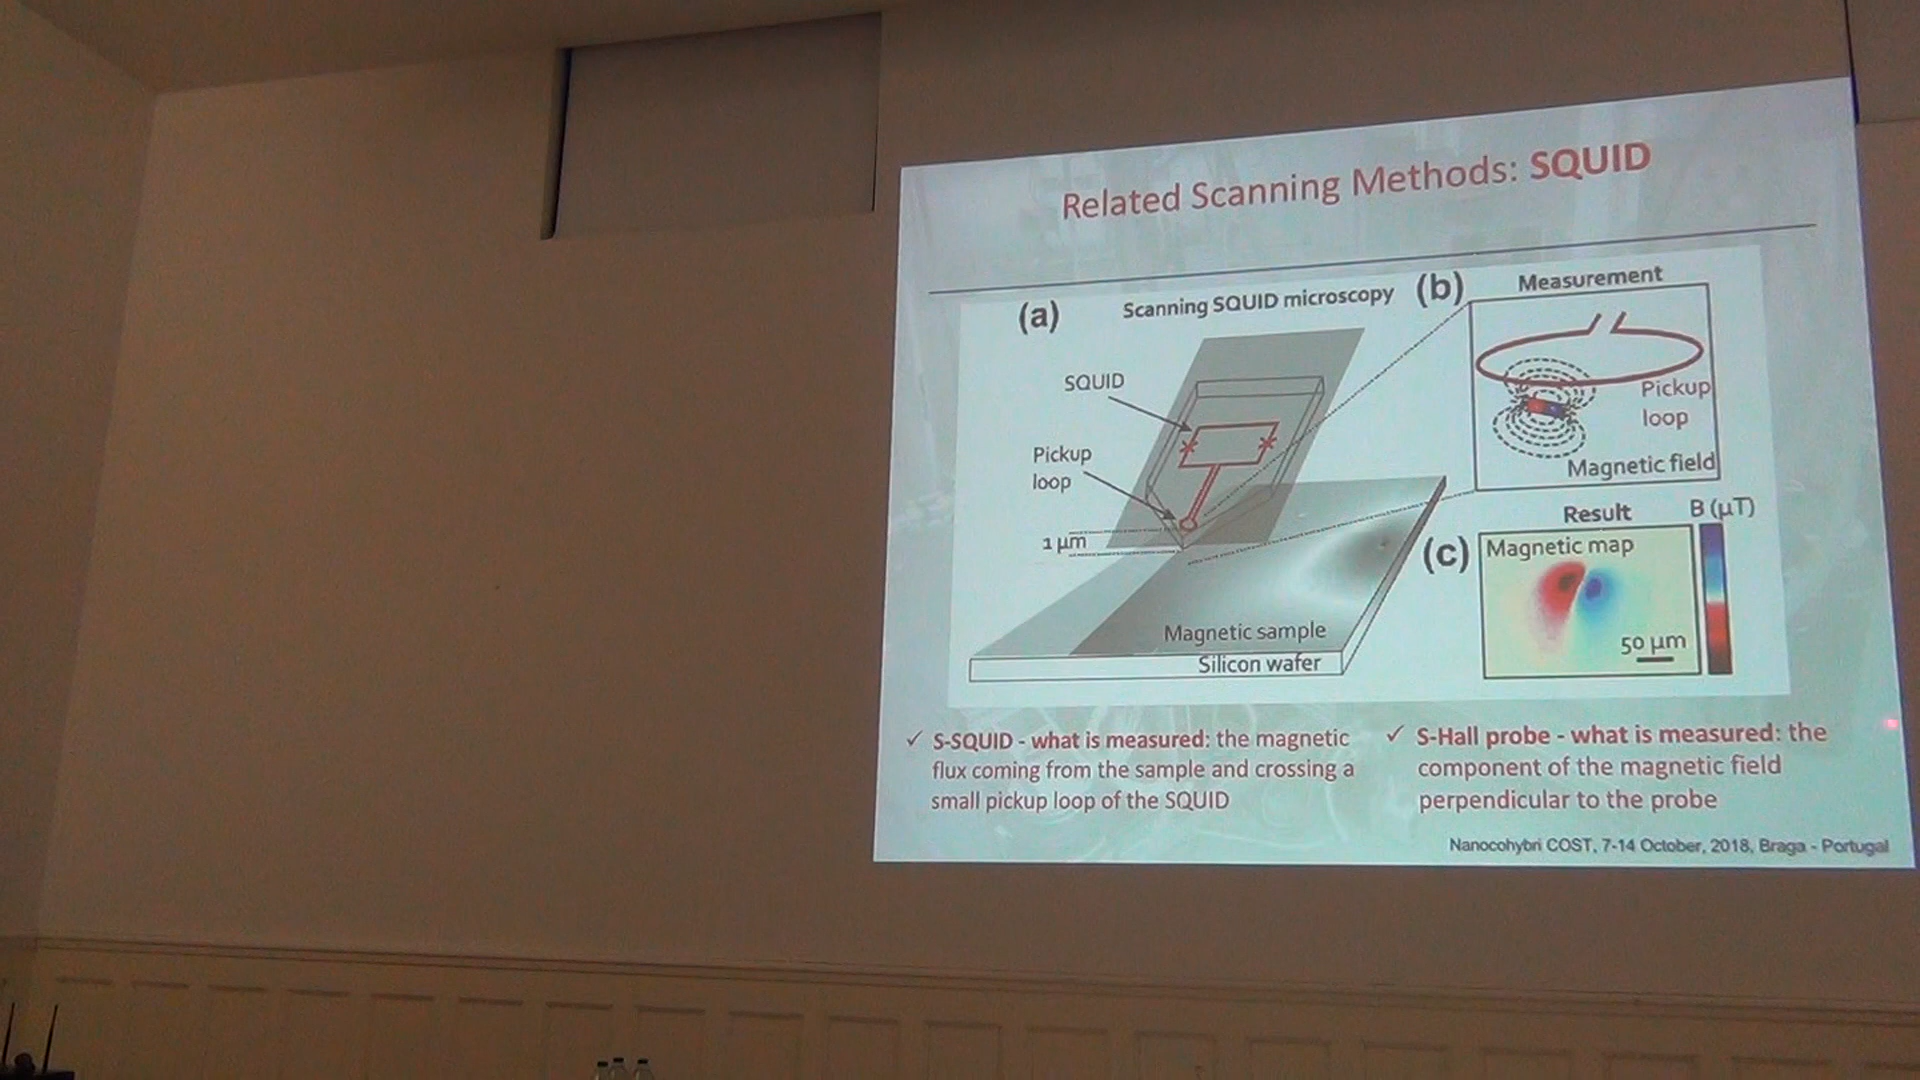 Related Scanning Methods: SQUID
(a)
Scanning SQUID microscopy
SQUID
Pickup
loop
1 µm
Magnetic sample
Silicon wafer
(b)
Measurement
Pickup
loop
Magnetic field
Result
B (µT)
(c)
Magnetic map
50 µm
✓ S-SQUID - what is measured: the magnetic
flux coming from the sample and crossing a
small pickup loop of the SQUID
✓ S-Hall probe - what is measured: the
component of the magnetic field
perpendicular to the probe
Nanocohybri COST, 7-14 October, 2018, Braga - Portugal